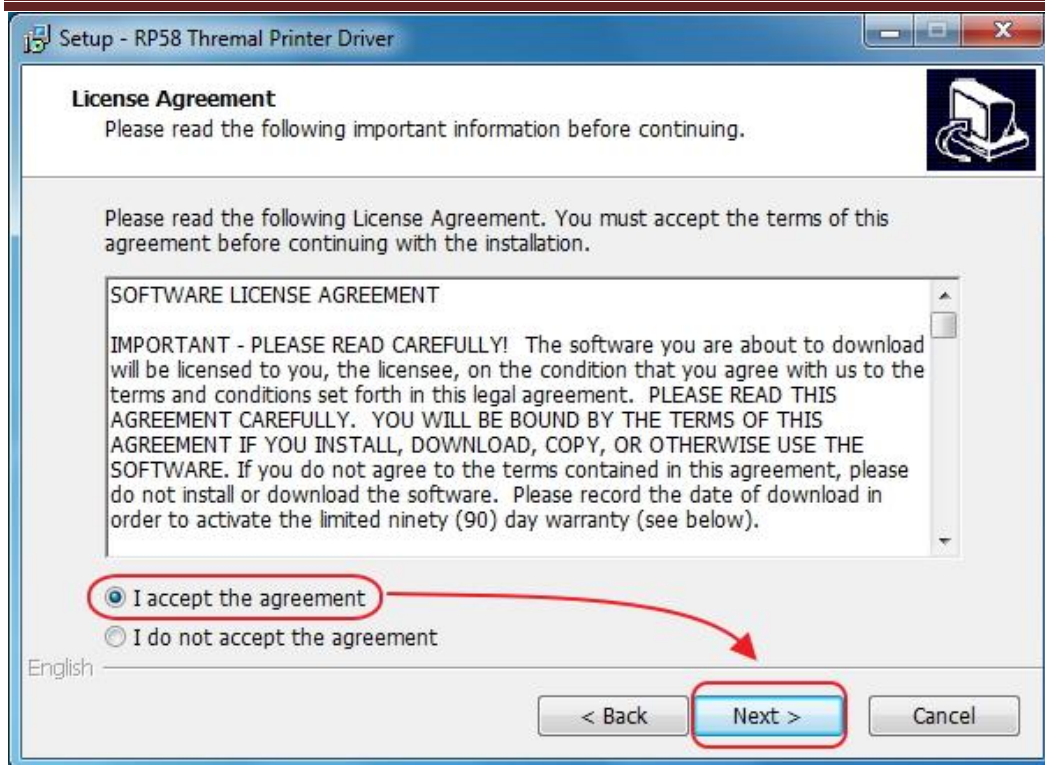 Setup - RP58 Thremal Printer Driver
License Agreement
Please read the following important information before continuing.
Please read the following License Agreement. You must accept the terms of this
agreement before continuing with the installation.
SOFTWARE LICENSE AGREEMENT
IMPORTANT - PLEASE READ CAREFULLY!  The software you are about to download
will be licensed to you, the licensee, on the condition that you agree with us to the
terms and conditions set forth in this legal agreement.  PLEASE READ THIS
AGREEMENT CAREFULLY.  YOU WILL BE BOUND BY THE TERMS OF THIS
AGREEMENT IF YOU INSTALL, DOWNLOAD, COPY, OR OTHERWISE USE THE
SOFTWARE. If you do not agree to the terms contained in this agreement, please
do not install or download the software.  Please record the date of download in
order to activate the limited ninety (90) day warranty (see below).
I accept the agreement
I do not accept the agreement
English
< Back Next > Cancel